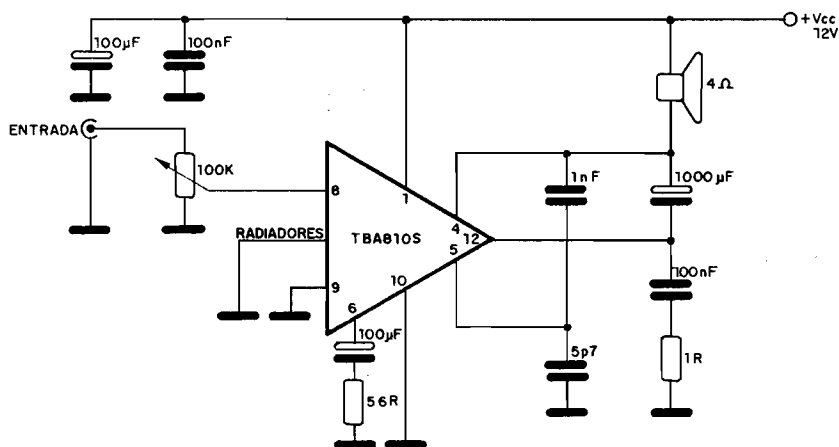 +Vcc
12V
100µF
100nF
4Ω
ENTRADA
100K
1nF
1000µF
8
1
4
RADIADORES
TBA810S
12
5
9
10
6
100nF
100µF
5p7
1R
56R